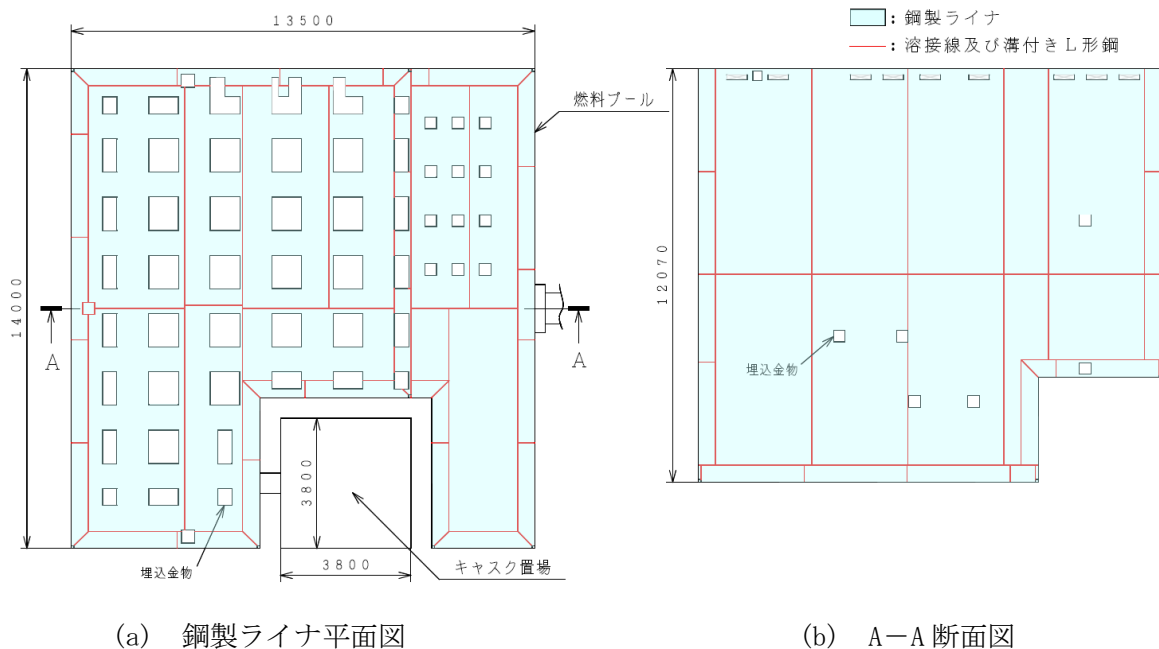 13500
:鋼製ライナ
:溶接線及び溝付きL形鋼
燃料プール
14000
12070
A
A
埋込金物
3800
3800
埋込金物
キャスク置場
(a) 鋼製ライナ平面図
(b) A-A断面図